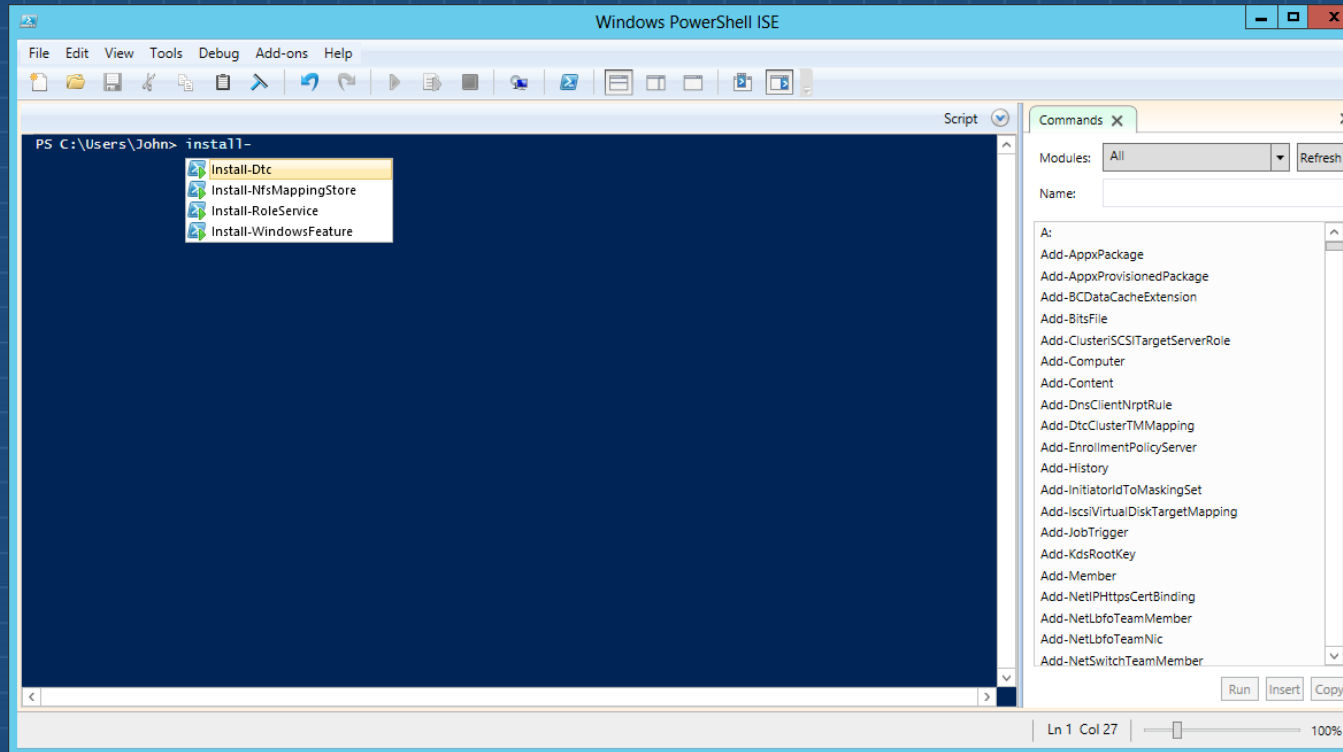 Windows PowerShell ISE
File Edit View Tools Debug Add-ons Help
Script
PS C:\Users\John> install-
Install-Dtc
Install-NfsMappingStore
Install-RoleService
Install-WindowsFeature
Commands
Modules: All Refresh
Name:
A:
Add-AppxPackage
Add-AppxProvisionedPackage
Add-BCDataCacheExtension
Add-BitsFile
Add-ClusteriSCSITargetServerRole
Add-Computer
Add-Content
Add-DnsClientNrptRule
Add-DtcClusterTMMapping
Add-EnrollmentPolicyServer
Add-History
Add-InitiatorIdToMaskingSet
Add-IscsiVirtualDiskTargetMapping
Add-JobTrigger
Add-KdsRootKey
Add-Member
Add-NetIPHttpsCertBinding
Add-NetLbfoTeamMember
Add-NetLbfoTeamNic
Add-NetSwitchTeamMember
Run Insert Copy
Ln 1 Col 27 100%